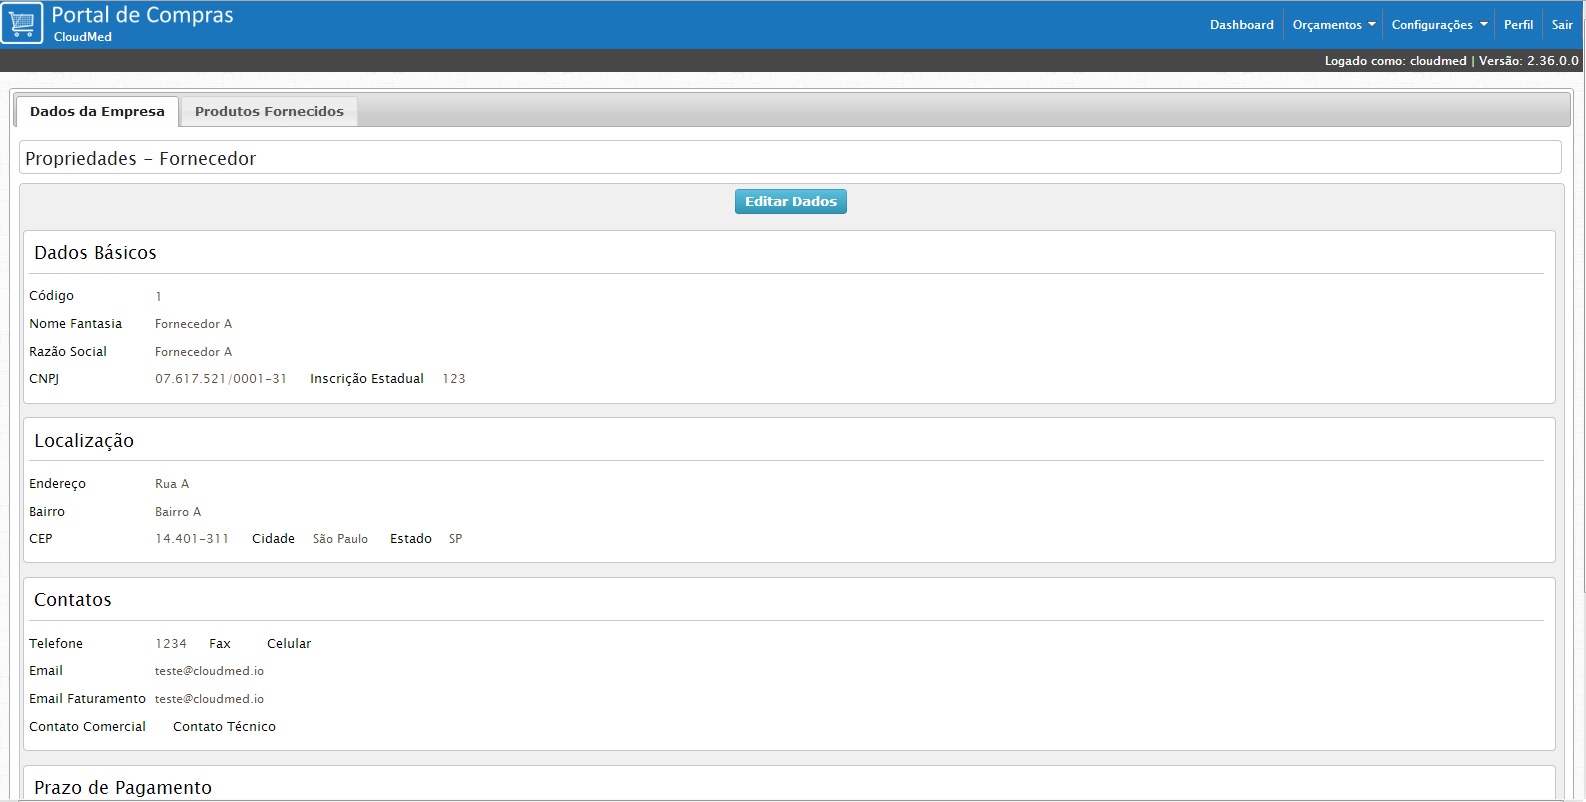 Portal de Compras
CloudMed
Dashboard Orçamentos Configurações Perfil Sair
Logado como: cloudmed | Versão: 2.36.0.0
Dados da Empresa Produtos Fornecidos
Propriedades - Fornecedor
Editar Dados
Dados Básicos
Código 1
Nome Fantasia Fornecedor A
Razão Social Fornecedor A
CNPJ 07.617.521/0001-31 Inscrição Estadual 123
Localização
Endereço Rua A
Bairro Bairro A
CEP 14.401-311 Cidade São Paulo Estado SP
Contatos
Telefone 1234 Fax Celular
Email teste@cloudmed.io
Email Faturamento teste@cloudmed.io
Contato Comercial Contato Técnico
Prazo de Pagamento